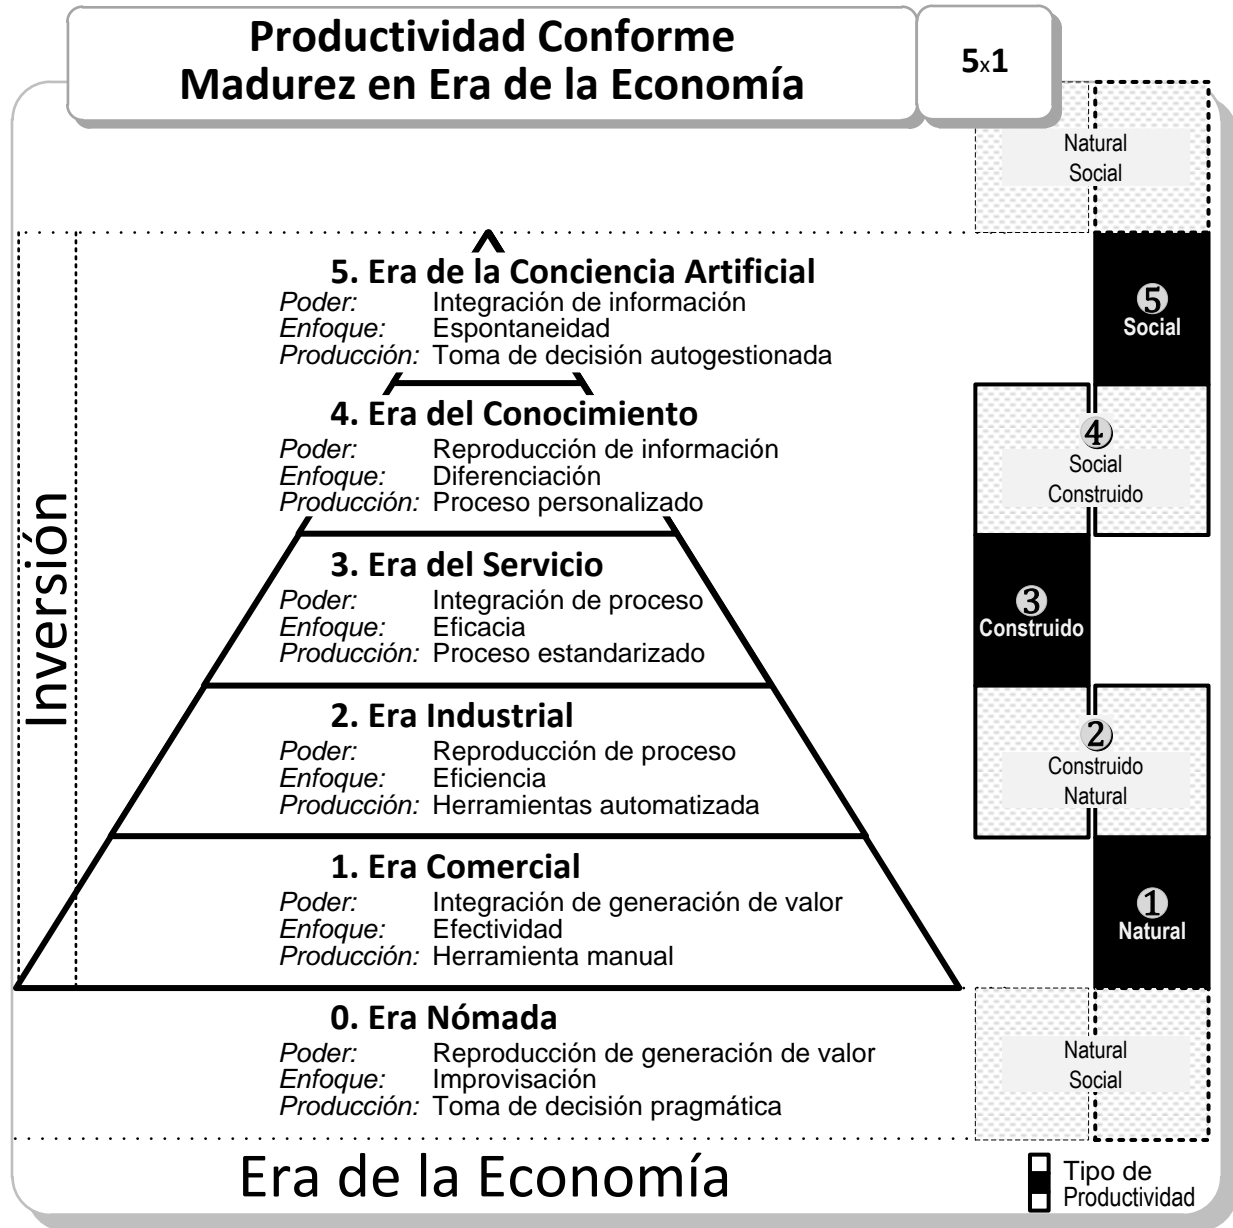 Productividad Conforme
Madurez en Era de la Economía
5x1
Natural
Social
5. Era de la Conciencia Artificial
Poder: Integración de información
Enfoque: Espontaneidad
Producción: Toma de decisión autogestionada
5
Social
4. Era del Conocimiento
Poder: Reproducción de información
Enfoque: Diferenciación
Producción: Proceso personalizado
4
Social
Construido
Inversión
3. Era del Servicio
Poder: Integración de proceso
Enfoque: Eficacia
Producción: Proceso estandarizado
3
Construido
2. Era Industrial
Poder: Reproducción de proceso
Enfoque: Eficiencia
Producción: Herramientas automatizada
2
Construido
Natural
1. Era Comercial
Poder: Integración de generación de valor
Enfoque: Efectividad
Producción: Herramienta manual
1
Natural
0. Era Nómada
Poder: Reproducción de generación de valor
Enfoque: Improvisación
Producción: Toma de decisión pragmática
Natural
Social
Era de la Economía
Tipo de
Productividad